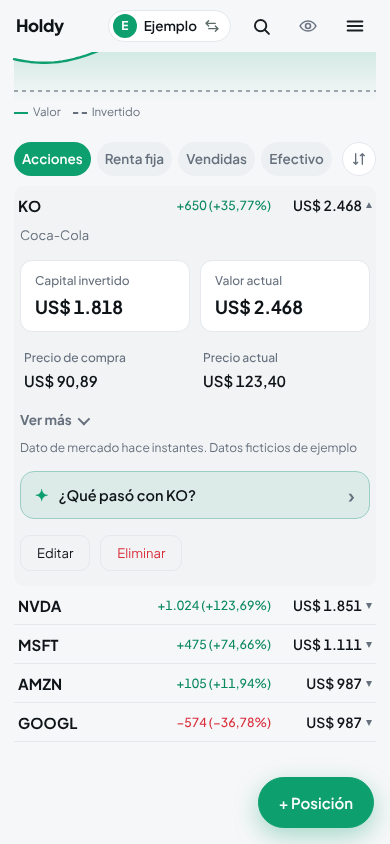 Holdy E Ejemplo
Valor Invertido
Acciones Renta fija Vendidas Efectivo
KO +650 (+35,77%) US$ 2.468
Coca-Cola
Capital invertido Valor actual
US$ 1.818 US$ 2.468
Precio de compra Precio actual
US$ 90,89 US$ 123,40
Ver más
Dato de mercado hace instantes. Datos ficticios de ejemplo
¿Qué pasó con KO?
Editar Eliminar
NVDA +1.024 (+123,69%) US$ 1.851
MSFT +475 (+74,66%) US$ 1.111
AMZN +105 (+11,94%) US$ 987
GOOGL −574 (−36,78%) US$ 987
+ Posición